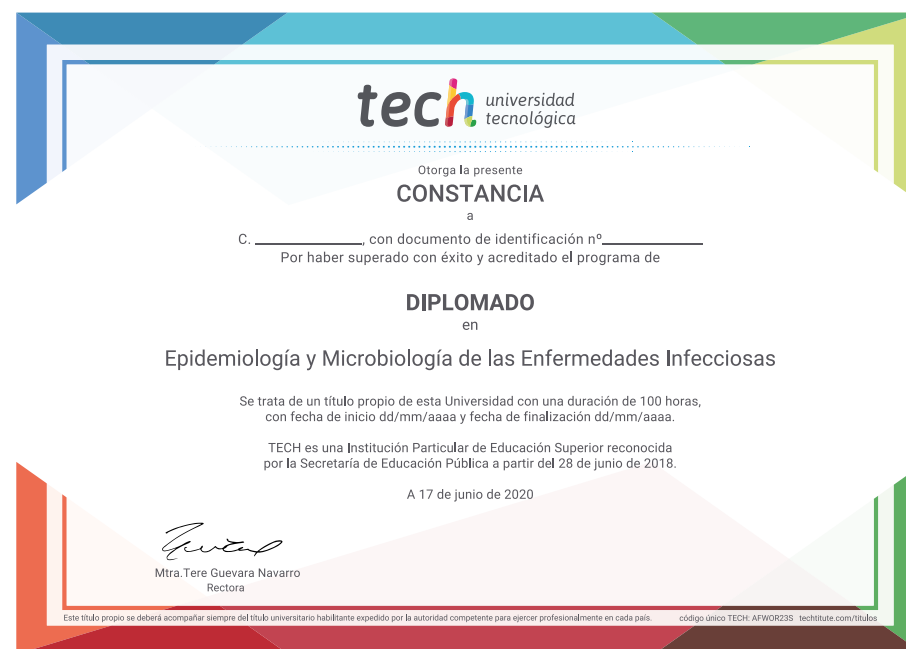 tech universidad
tecnológica
Otorga la presente
CONSTANCIA
a
C. ____________, con documento de identificación nº____________
Por haber superado con éxito y acreditado el programa de
DIPLOMADO
en
Epidemiología y Microbiología de las Enfermedades Infecciosas
Se trata de un título propio de esta Universidad con una duración de 100 horas,
con fecha de inicio dd/mm/aaaa y fecha de finalización dd/mm/aaaa.
TECH es una Institución Particular de Educación Superior reconocida
por la Secretaría de Educación Pública a partir del 28 de junio de 2018.
A 17 de junio de 2020
Mtra.Tere Guevara Navarro
Rectora
Este título propio se deberá acompañar siempre del título universitario habilitante expedido por la autoridad competente para ejercer profesionalmente en cada país. código único TECH: AFWOR23S techtitute.com/titulos